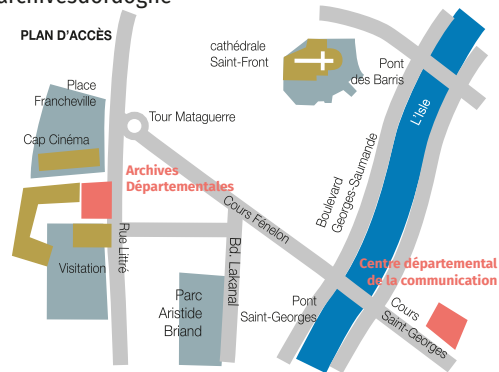 archivesdordogne
PLAN D'ACCÈS
cathédrale
Saint-Front
Pont
des Barris
L'Isle
Place
Francheville
Cap Cinéma
Tour Mataguerre
Archives
Départementales
Boulevard
Georges-Saumande
Cours Fénelon
Rue Littré
Bd. Lakanal
Visitation
Centre départemental
de la communication
Parc
Aristide
Briand
Pont
Saint-Georges
Cours
Saint-Georges